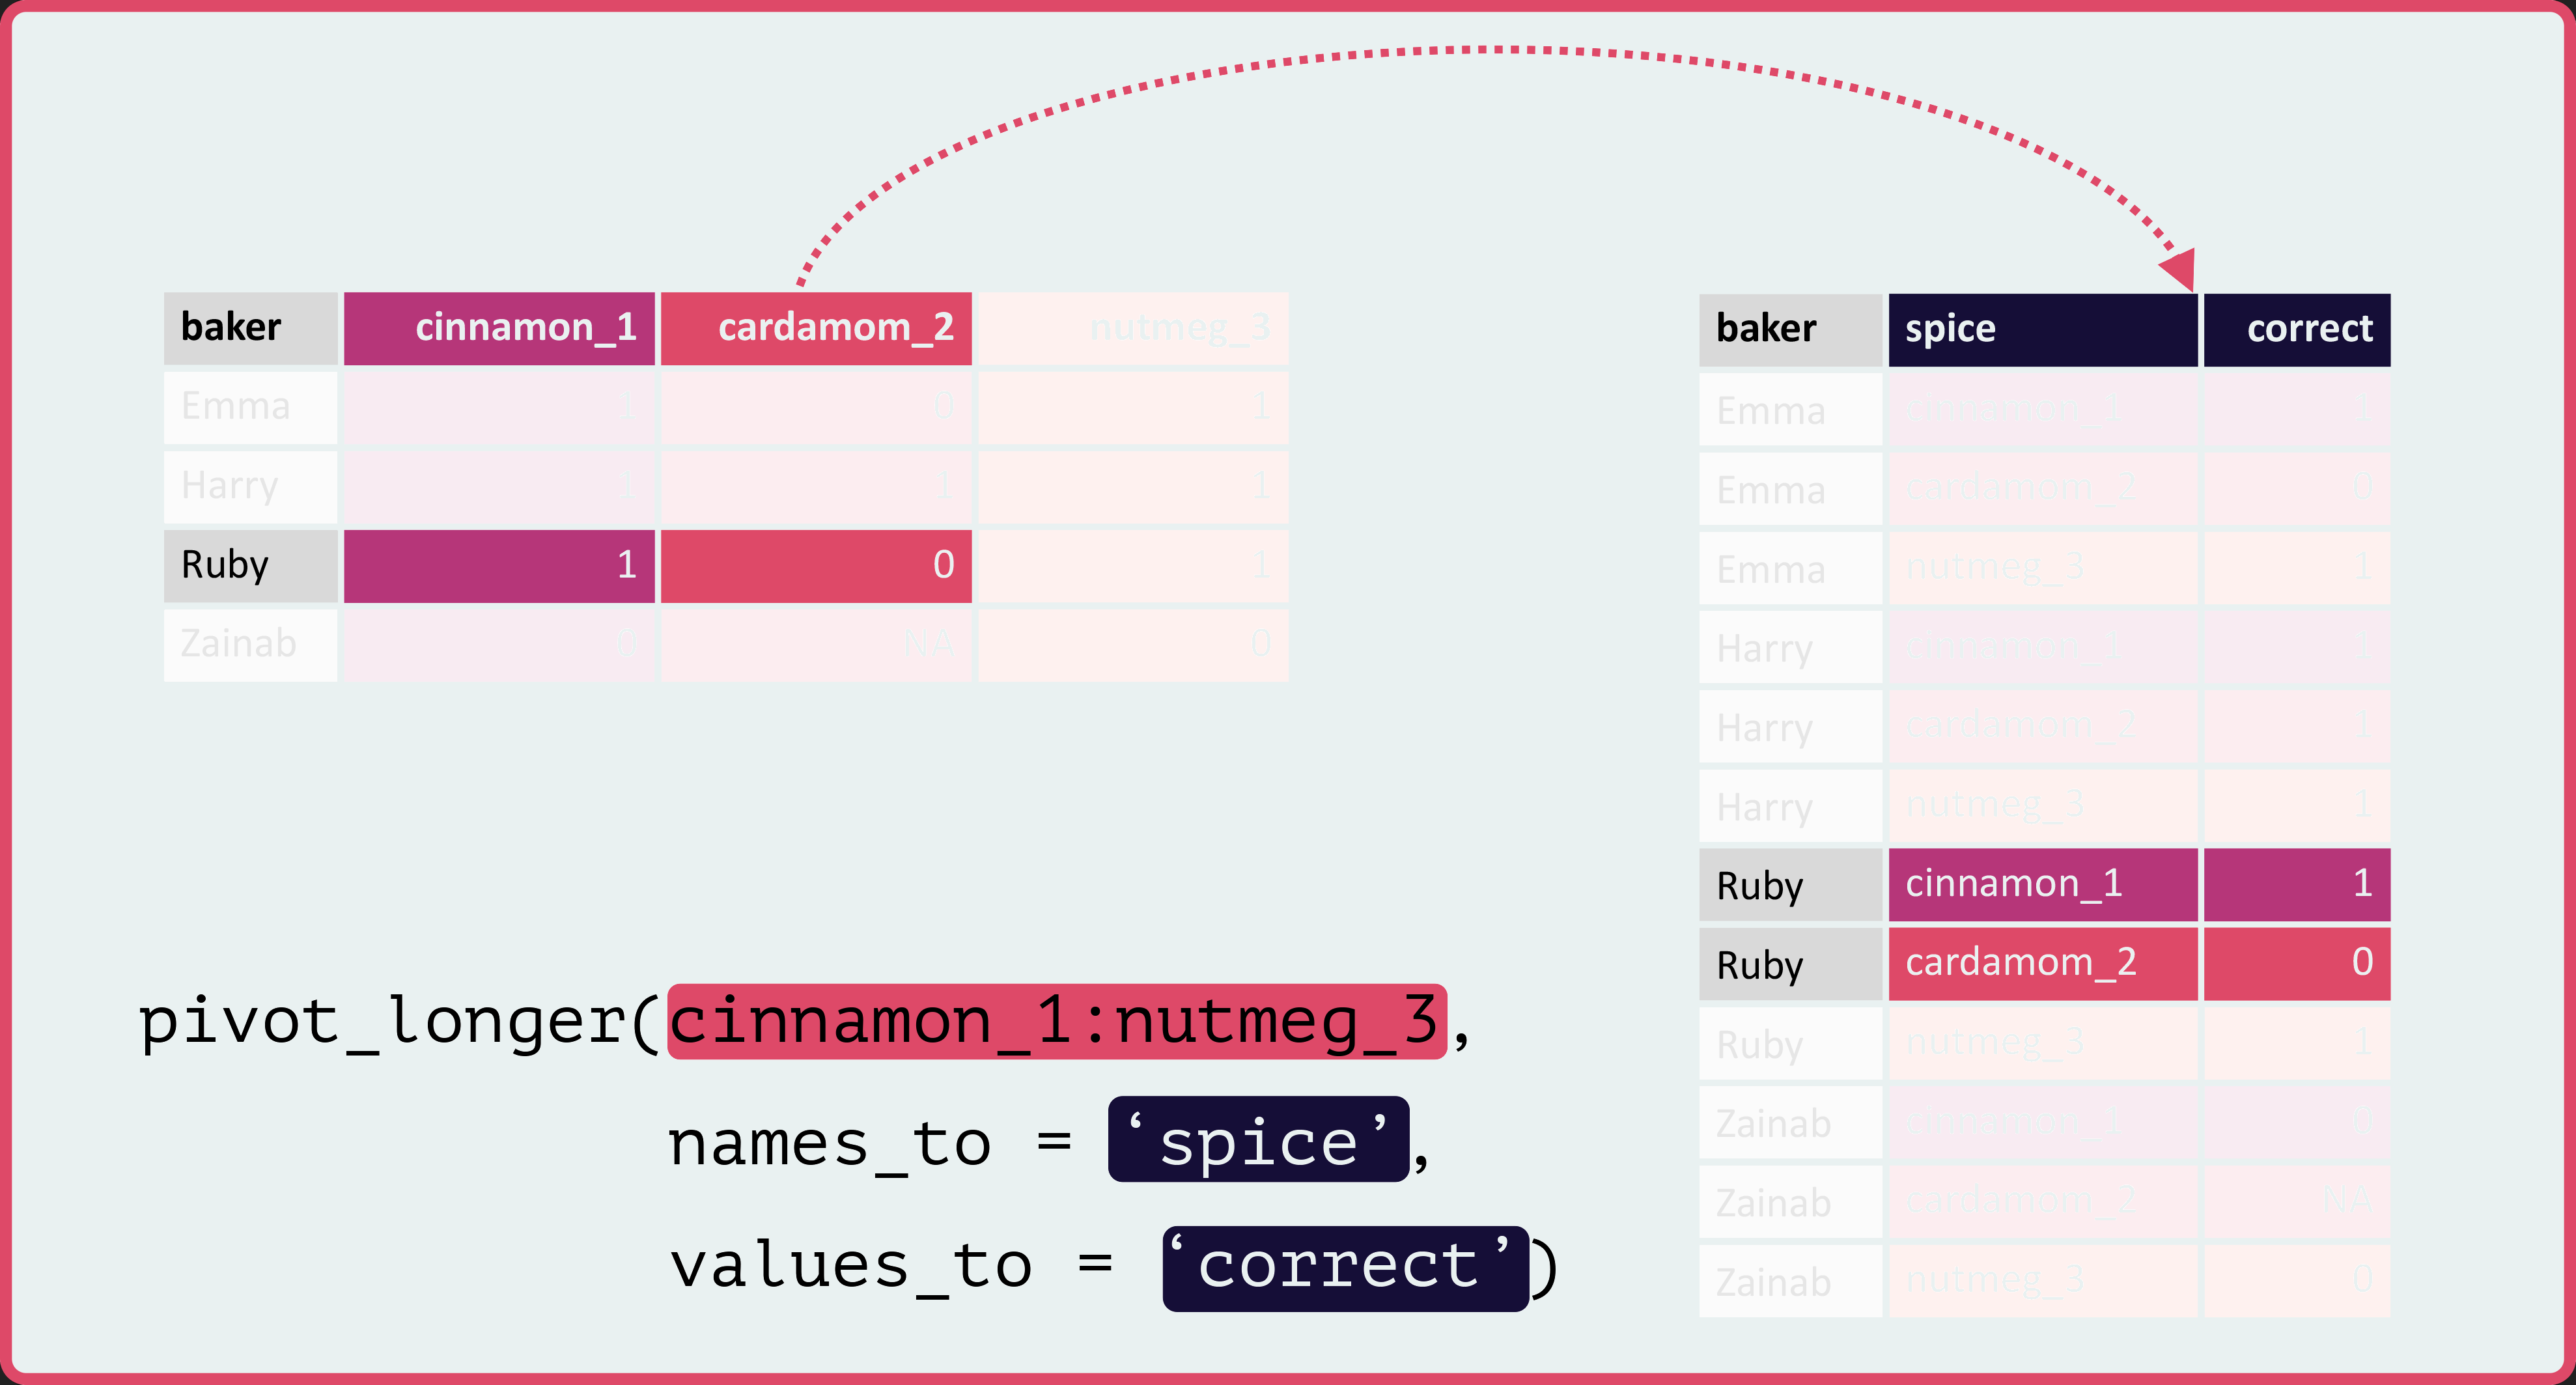 baker cinnamon_1 cardamom_2 nutmeg_3
Emma 1 0 1
Harry 1 1 1
Ruby 1 0 1
Zainab 0 NA 0
pivot_longer(cinnamon_1:nutmeg_3,
names_to = ‘spice’,
values_to = ‘correct’)
baker spice correct
Emma cinnamon_1 1
Emma cardamom_2 0
Emma nutmeg_3 1
Harry cinnamon_1 1
Harry cardamom_2 1
Harry nutmeg_3 1
Ruby cinnamon_1 1
Ruby cardamom_2 0
Ruby nutmeg_3 1
Zainab cinnamon_1 0
Zainab cardamom_2 NA
Zainab nutmeg_3 0